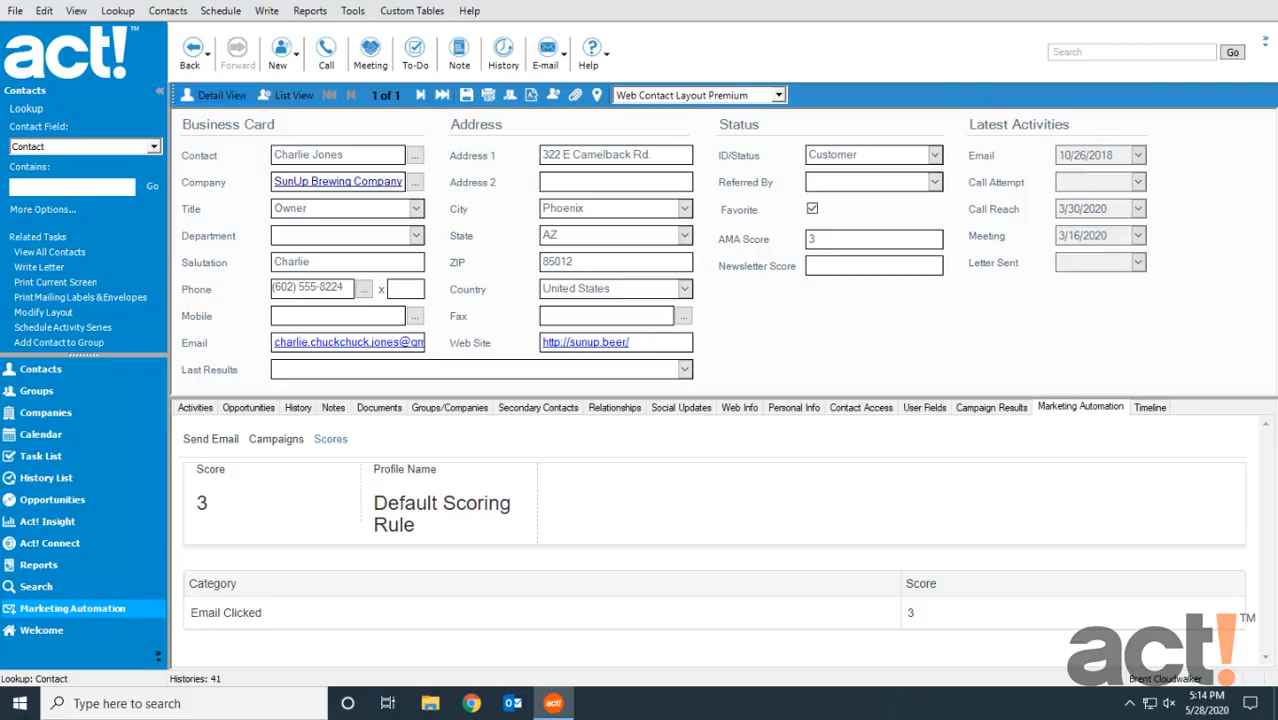 File Edit View Lookup Contacts Schedule Write Reports Tools Custom Tables Help
act!™
Back Forward New Call Meeting To-Do Note History E-mail Help
Search Go
Contacts
Lookup
Contact Field:
Contact
Contains:
Go
More Options...
Related Tasks
View All Contacts
Write Letter
Print Current Screen
Print Mailing Labels & Envelopes
Modify Layout
Schedule Activity Series
Add Contact to Group
Contacts
Groups
Companies
Calendar
Task List
History List
Opportunities
Act! Insight
Act! Connect
Reports
Search
Marketing Automation
Welcome
Detail View List View 1 of 1 Web Contact Layout Premium
Business Card
Contact Charlie Jones ...
Company SunUp Brewing Company ...
Title Owner
Department
Salutation Charlie
Phone (602) 555-8224 ... x
Mobile ...
Email charlie.chuckchuck.jones@gm
Last Results
Address
Address 1 322 E Camelback Rd.
Address 2
City Phoenix
State AZ
ZIP 85012
Country United States
Fax ...
Web Site http://sunup.beer/
Status
ID/Status Customer
Referred By
Favorite
AMA Score 3
Newsletter Score
Latest Activities
Email 10/26/2018
Call Attempt
Call Reach 3/30/2020
Meeting 3/16/2020
Letter Sent
Activities Opportunities History Notes Documents Groups/Companies Secondary Contacts Relationships Social Updates Web Info Personal Info Contact Access User Fields Campaign Results Marketing Automation Timeline
Send Email Campaigns Scores
Score Profile Name
3 Default Scoring
Rule
Category Score
Email Clicked 3
act!™
Lookup: Contact Histories: 41 Brent Cloudwalker
Type here to search
act!
5:14 PM
5/28/2020